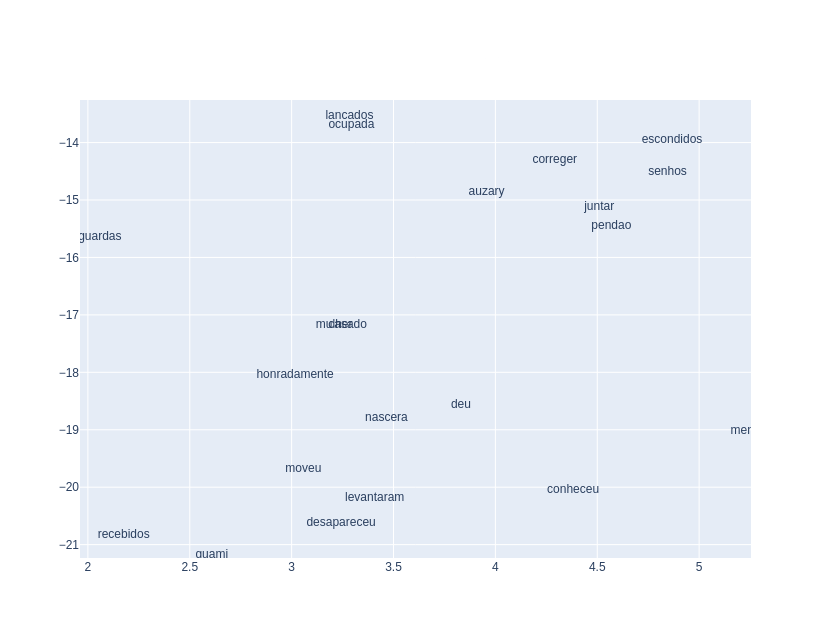 lancados
ocupada
−14
escondidos
correger
senhos
auzary
−15
juntar
pendao
guardas
−16
−17
honradamente
−18
deu
nascera
−19
mer
moveu
−20
conheceu
levantaram
desapareceu
recebidos
−21
guami
2
2.5
3
3.5
4
4.5
5